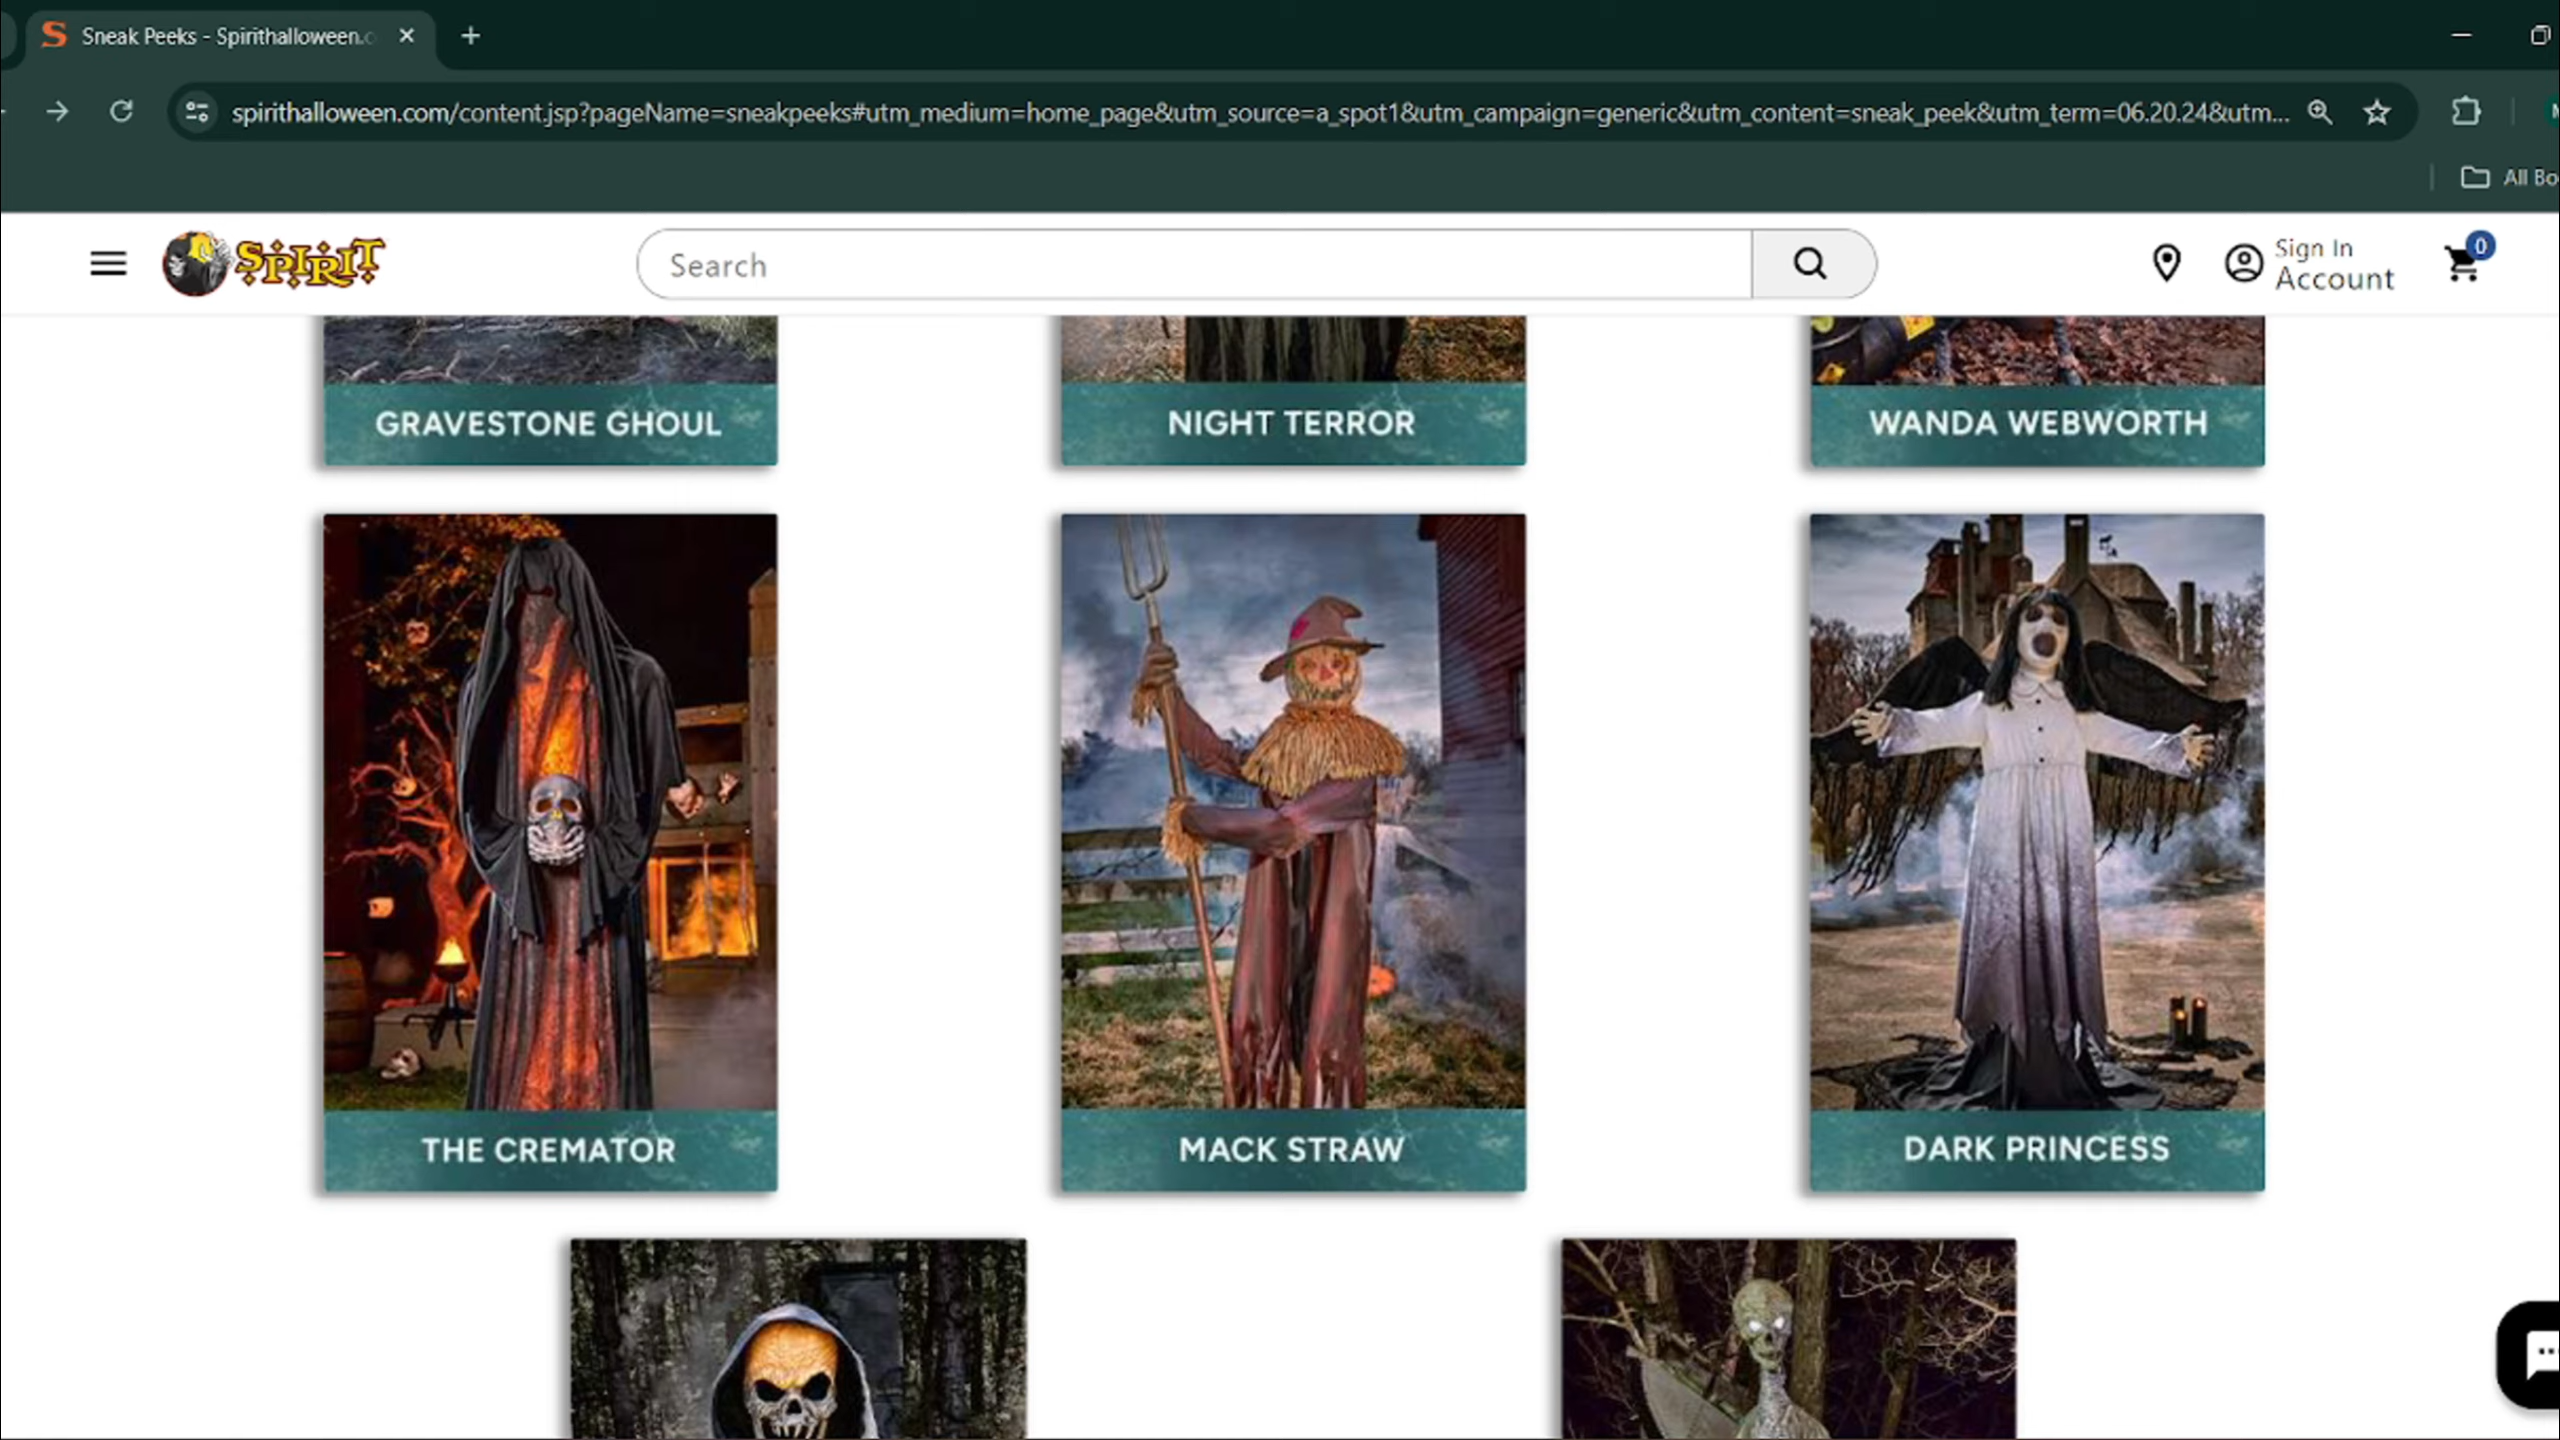 Sneak Peeks - Spirithalloween.c
spirithalloween.com/content.jsp?pageName=sneakpeeks#utm_medium=home_page&utm_source=a_spot1&utm_campaign=generic&utm_content=sneak_peek&utm_term=06.20.24&utm...
All Bo
SPIRIT
Search
Sign In
Account
0
GRAVESTONE GHOUL
NIGHT TERROR
WANDA WEBWORTH
THE CREMATOR
MACK STRAW
DARK PRINCESS